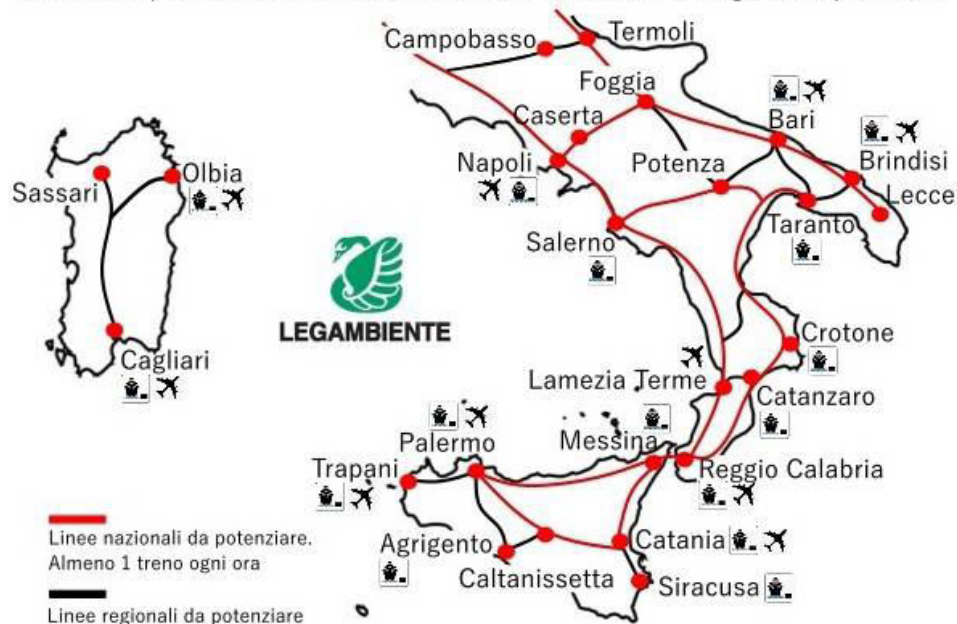 Campobasso
Termoli
Foggia
Caserta
Bari
Napoli
Potenza
Brindisi
Sassari
Olbia
Lecce
Salerno
Taranto
LEGAMBIENTE
Crotone
Cagliari
Lamezia Terme
Catanzaro
Palermo
Messina
Trapani
Reggio Calabria
Linee nazionali da potenziare.
Almeno 1 treno ogni ora
Agrigento
Catania
Caltanissetta
Siracusa
Linee regionali da potenziare